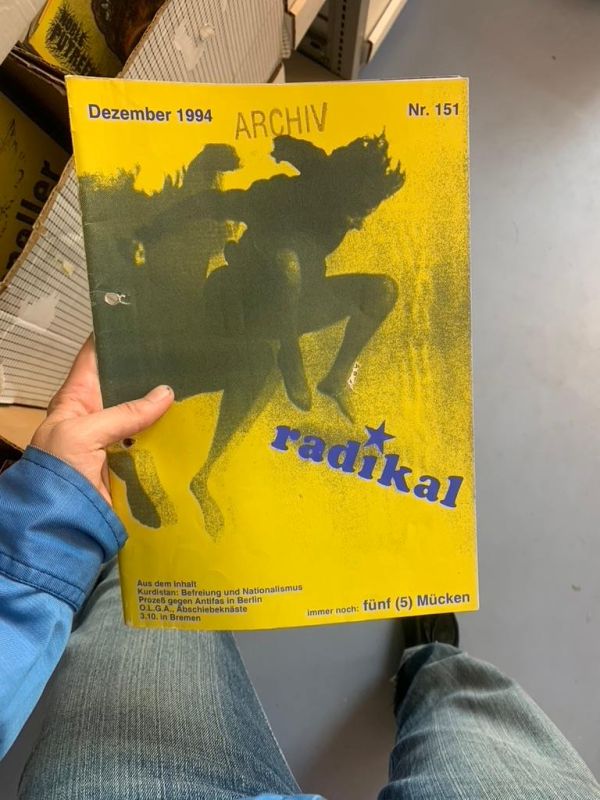 Dezember 1994
ARCHIV
Nr. 151
radikal
Aus dem inhalt
Kurdistan: Befreiung und Nationalismus
Prozeß gegen Antifas in Berlin
O.L.G.A., Abschiebeknäste
3.10. in Bremen
immer noch: fünf (5) Mücken